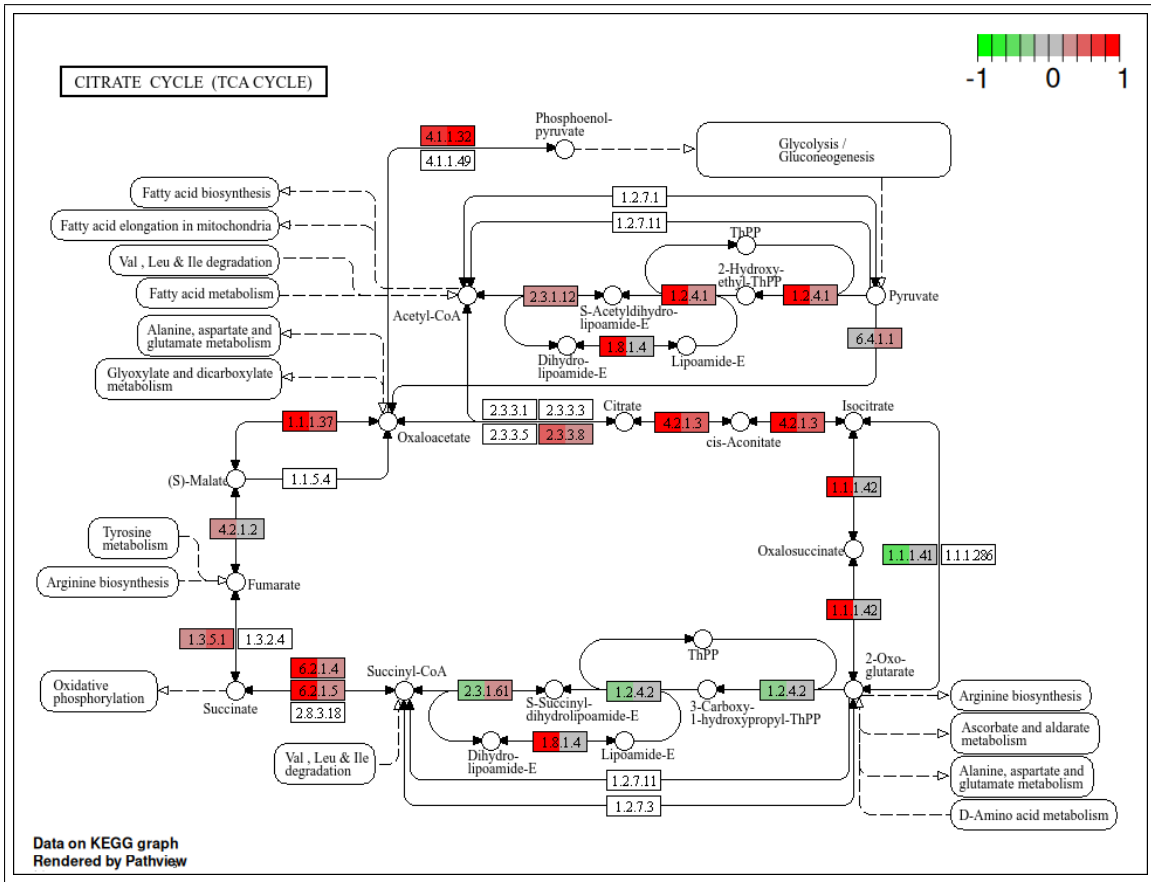 -1 0 1
CITRATE CYCLE (TCA CYCLE)
Phosphoenol-
pyruvate
4.1.1.32
4.1.1.49
Glycolysis /
Gluconeogenesis
Fatty acid biosynthesis
Fatty acid elongation in mitochondria
Val , Leu & Ile degradation
Fatty acid metabolism
Alanine, aspartate and
glutamate metabolism
Glyoxylate and dicarboxylate
metabolism
1.2.7.1
1.2.7.11
ThPP
2-Hydroxy-
ethyl-ThPP
2.3.1.12
1.2.4.1
1.2.4.1
Pyruvate
Acetyl-CoA
S-Acetyldihydro-
lipoamide-E
1.8.1.4
Dihydro-
lipoamide-E
Lipoamide-E
6.4.1.1
1.1.1.37
Oxaloacetate
2.3.3.1
2.3.3.3
2.3.3.5
2.3.3.8
Citrate
4.2.1.3
cis-Aconitate
4.2.1.3
Isocitrate
(S)-Malate
1.1.5.4
1.1.1.42
4.2.1.2
Tyrosine
metabolism
Arginine biosynthesis
Fumarate
Oxalosuccinate
1.1.1.41
1.1.1.286
1.1.1.42
1.3.5.1
1.3.2.4
ThPP
2-Oxo-
glutarate
Oxidative
phosphorylation
Succinate
6.2.1.4
6.2.1.5
2.8.3.18
Succinyl-CoA
2.3.1.61
S-Succinyl-
dihydrolipoamide-E
1.2.4.2
3-Carboxy-
1-hydroxypropyl-ThPP
1.2.4.2
Val , Leu & Ile
degradation
Dihydro-
lipoamide-E
1.8.1.4
Lipoamide-E
1.2.7.11
1.2.7.3
Arginine biosynthesis
Ascorbate and aldarate
metabolism
Alanine, aspartate and
glutamate metabolism
D-Amino acid metabolism
Data on KEGG graph
Rendered by Pathview